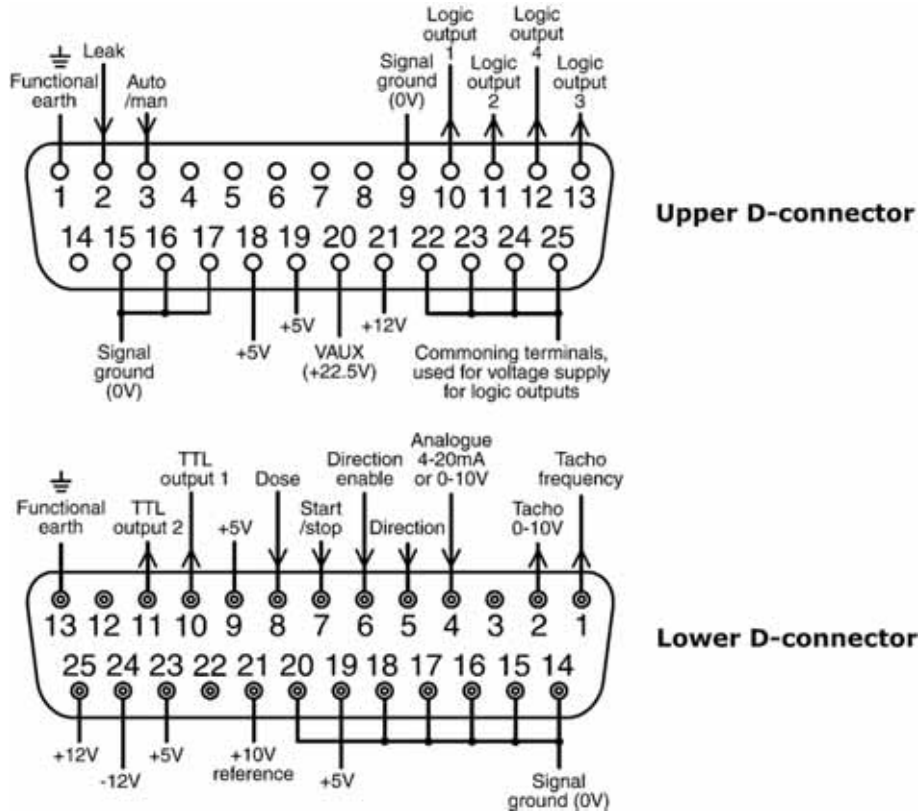 Leak
Functional
earth
Auto
/man
Signal
ground
(0V)
Logic
output
1
Logic
output
2
Logic
output
4
Logic
output
3
1 2 3 4 5 6 7 8 9 10 11 12 13
14 15 16 17 18 19 20 21 22 23 24 25
Upper D-connector
Signal
ground
(0V)
+5V
+5V
VAUX
(+22.5V)
+12V
Commoning terminals,
used for voltage supply
for logic outputs
Functional
earth
TTL
output 2
TTL
output 1
+5V
Dose
Start
/stop
Direction
enable
Direction
Analogue
4-20mA
or 0-10V
Tacho
0-10V
Tacho
frequency
13 12 11 10 9 8 7 6 5 4 3 2 1
25 24 23 22 21 20 19 18 17 16 15 14
Lower D-connector
+12V
-12V
+5V
+10V
reference
+5V
Signal
ground (0V)